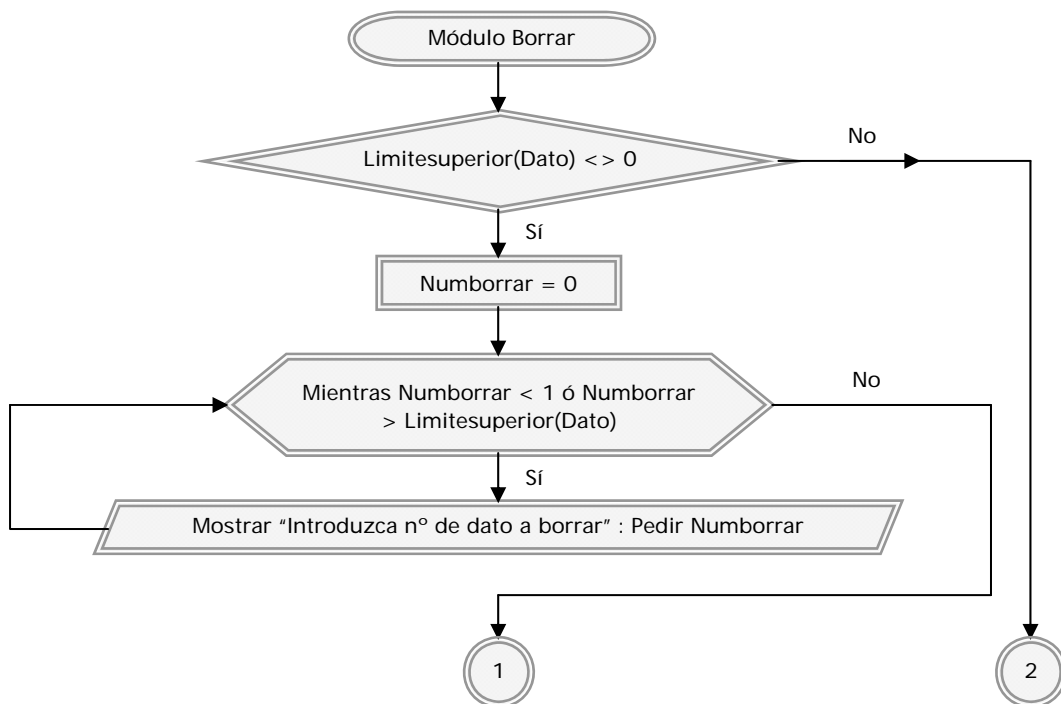 Módulo Borrar
Limitesuperior(Dato) <> 0
No
Sí
Numborrar = 0
Mientras Numborrar < 1 ó Numborrar
> Limitesuperior(Dato)
No
Sí
Mostrar “Introduzca nº de dato a borrar” : Pedir Numborrar
1
2